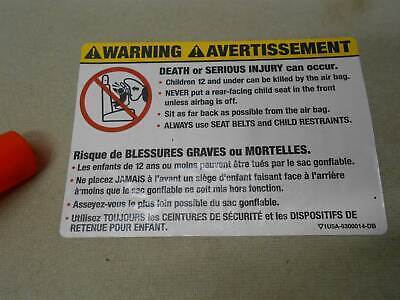 WARNING AVERTISSEMENT
DEATH or SERIOUS INJURY can occur.
• Children 12 and under can be killed by the air bag.
• NEVER put a rear-facing child seat in the front
unless airbag is off.
• Sit as far back as possible from the air bag.
• ALWAYS use SEAT BELTS and CHILD RESTRAINTS.
Risque de BLESSURES GRAVES ou MORTELLES.
• Les enfants de 12 ans ou moins peuvent être tués par le sac gonflable.
• Ne placez JAMAIS à l'avant un siège d'enfant faisant face à l'arrière
à moins que le sac gonflable ne soit mis hors fonction.
• Asseyez-vous le plus loin possible du sac gonflable.
• Utilisez TOUJOURS les CEINTURES DE SÉCURITÉ et les DISPOSITIFS DE
RETENUE POUR ENFANT.
1USA-6300014-DB